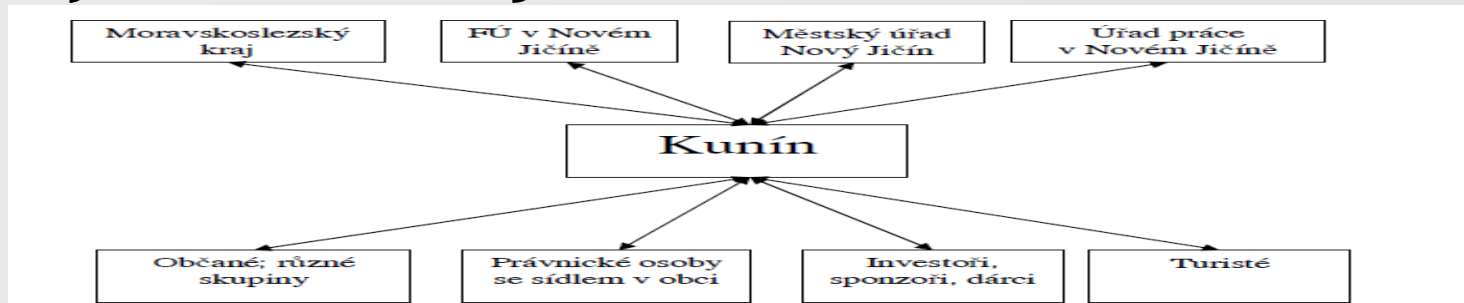 Moravskoslezský
kraj
FÚ v Novém
Jičíně
Městský úřad
Nový Jičín
Úřad práce
v Novém Jičíně
Kunín
Občané; různé
skupiny
Právnické osoby
se sídlem v obci
Investoři,
sponzoři, dárci
Turisté